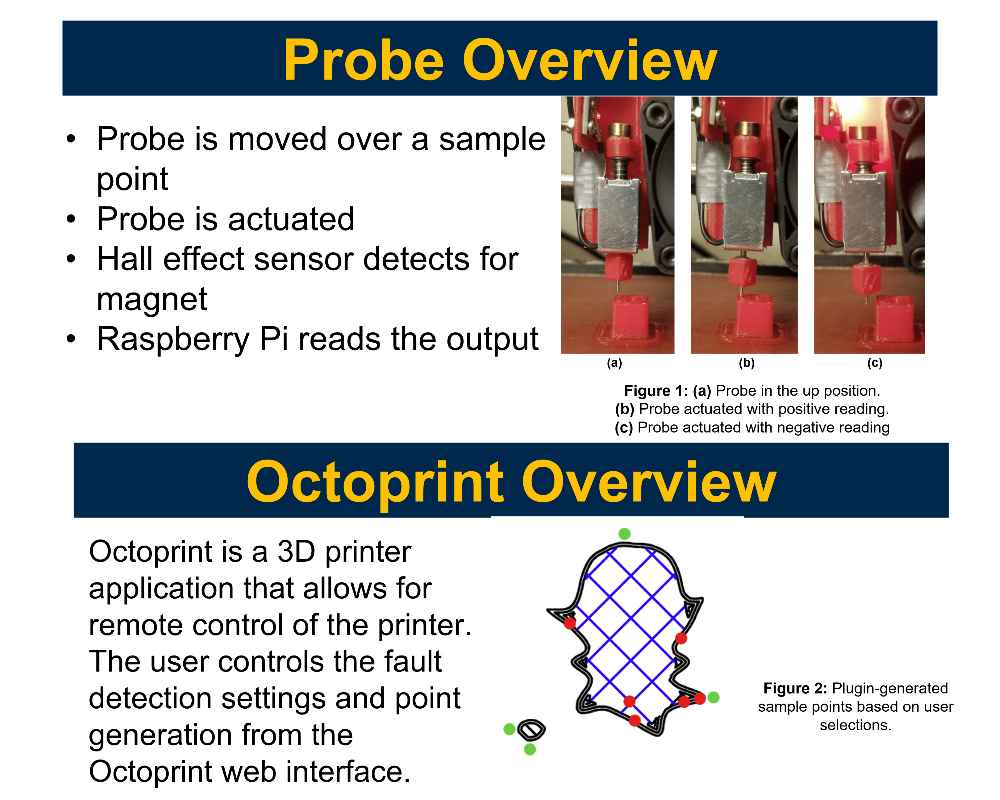 Probe Overview
• Probe is moved over a sample
point
• Probe is actuated
• Hall effect sensor detects for
magnet
• Raspberry Pi reads the output
(a)
(b)
(c)
Figure 1: (a) Probe in the up position.
(b) Probe actuated with positive reading.
(c) Probe actuated with negative reading
Octoprint Overview
Octoprint is a 3D printer
application that allows for
remote control of the printer.
The user controls the fault
detection settings and point
generation from the
Octoprint web interface.
Figure 2: Plugin-generated
sample points based on user
selections.